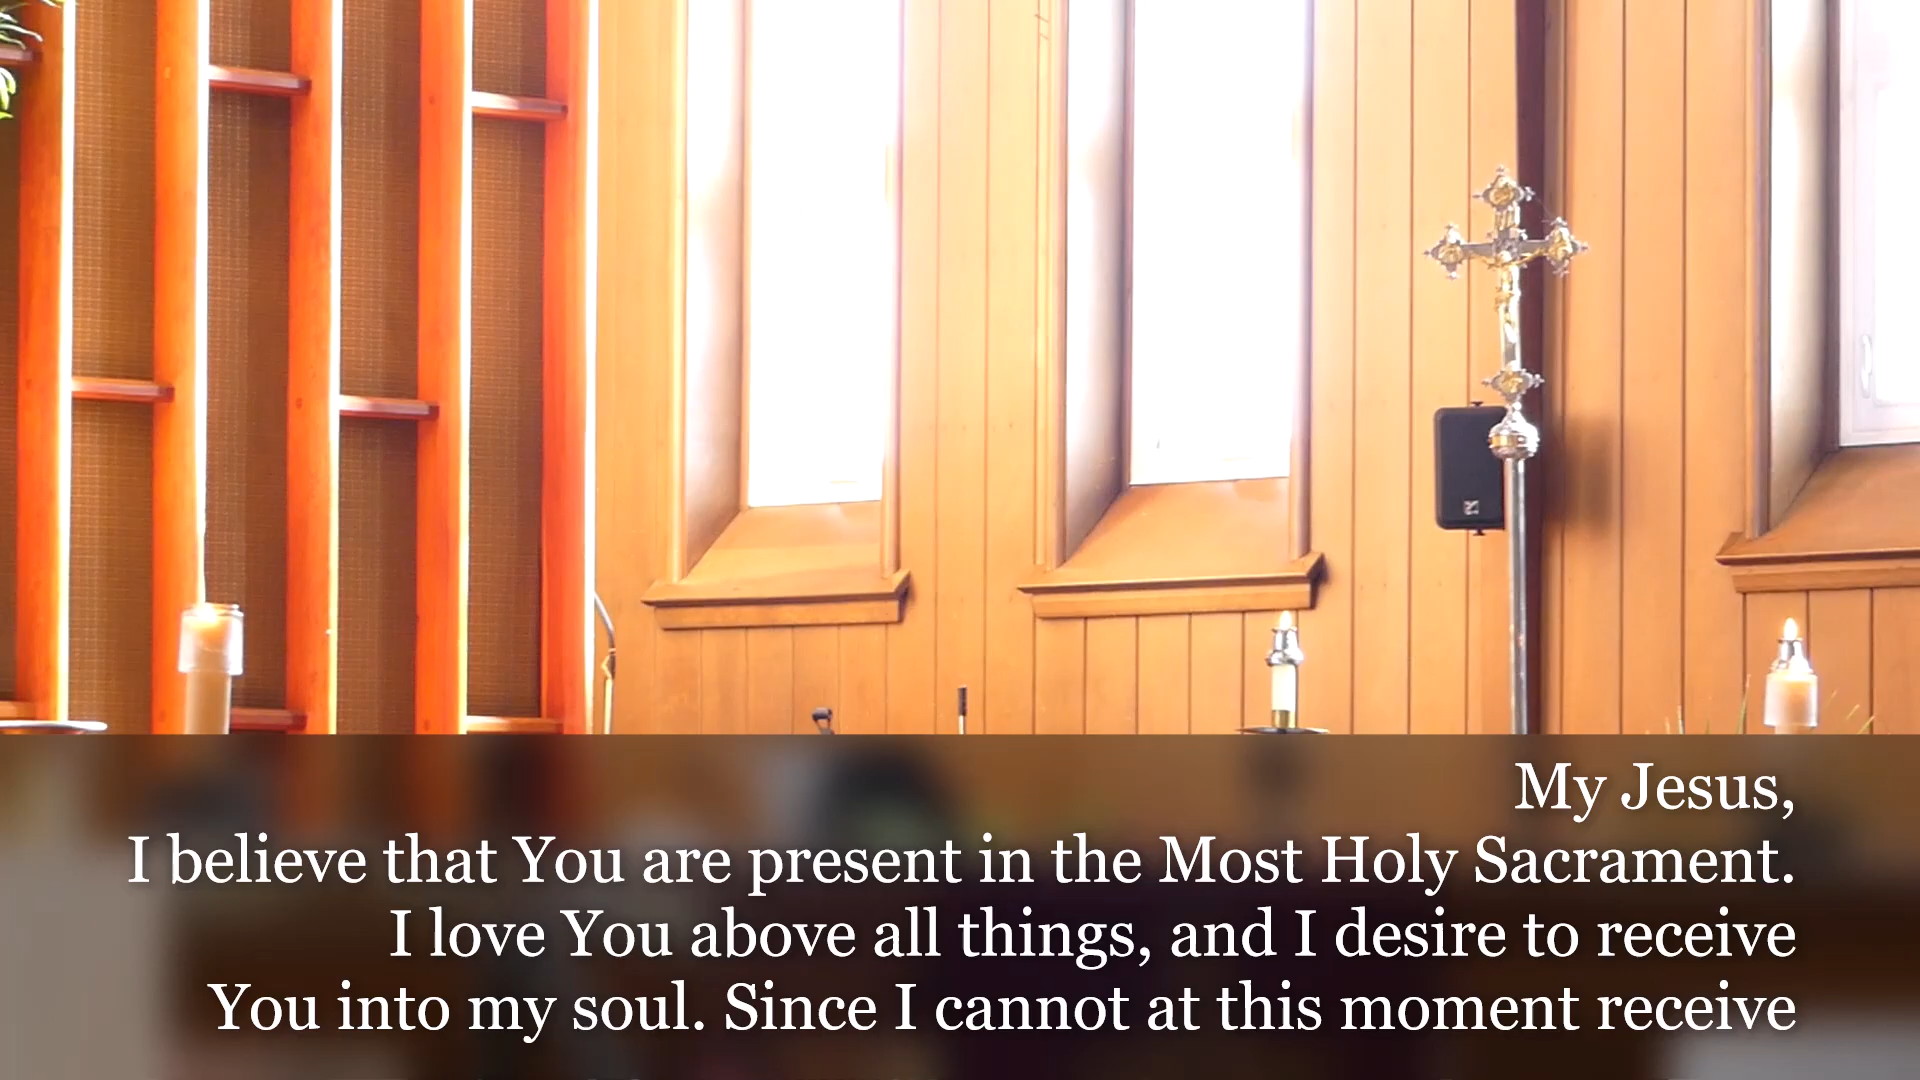 My Jesus,
I believe that You are present in the Most Holy Sacrament.
I love You above all things, and I desire to receive
You into my soul. Since I cannot at this moment receive